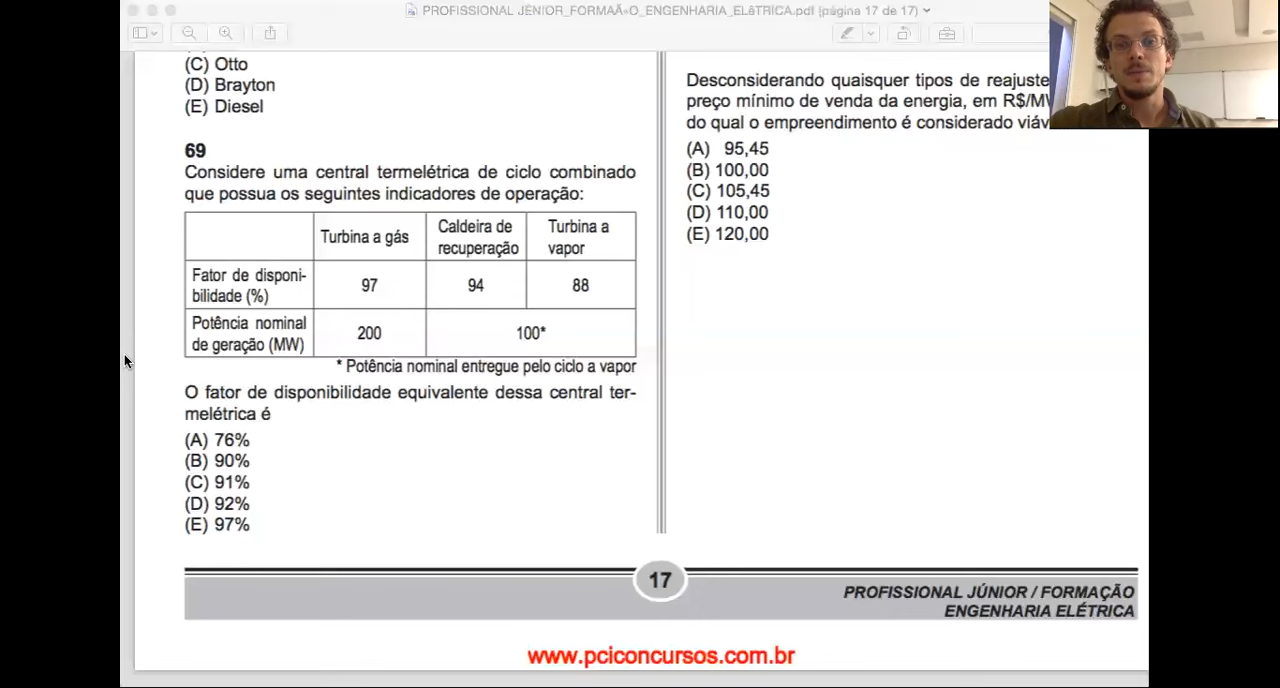 PROFISSIONAL JÊNIOR_FORMAÃ«O_ENGENHARIA_ELêTRICA.pdf (página 17 de 17)
(C) Otto
(D) Brayton
(E) Diesel
69
Considere uma central termelétrica de ciclo combinado
que possua os seguintes indicadores de operação:
Turbina a gás
Caldeira de
recuperação
Turbina a
vapor
Fator de disponi-
bilidade (%)
97
94
88
Potência nominal
de geração (MW)
200
100*
* Potência nominal entregue pelo ciclo a vapor
O fator de disponibilidade equivalente dessa central ter-
melétrica é
(A) 76%
(B) 90%
(C) 91%
(D) 92%
(E) 97%
Desconsiderando quaisquer tipos de reajuste
preço mínimo de venda da energia, em R$/M
do qual o empreendimento é considerado viáv
(A) 95,45
(B) 100,00
(C) 105,45
(D) 110,00
(E) 120,00
17
PROFISSIONAL JÚNIOR / FORMAÇÃO
ENGENHARIA ELÉTRICA
www.pciconcursos.com.br